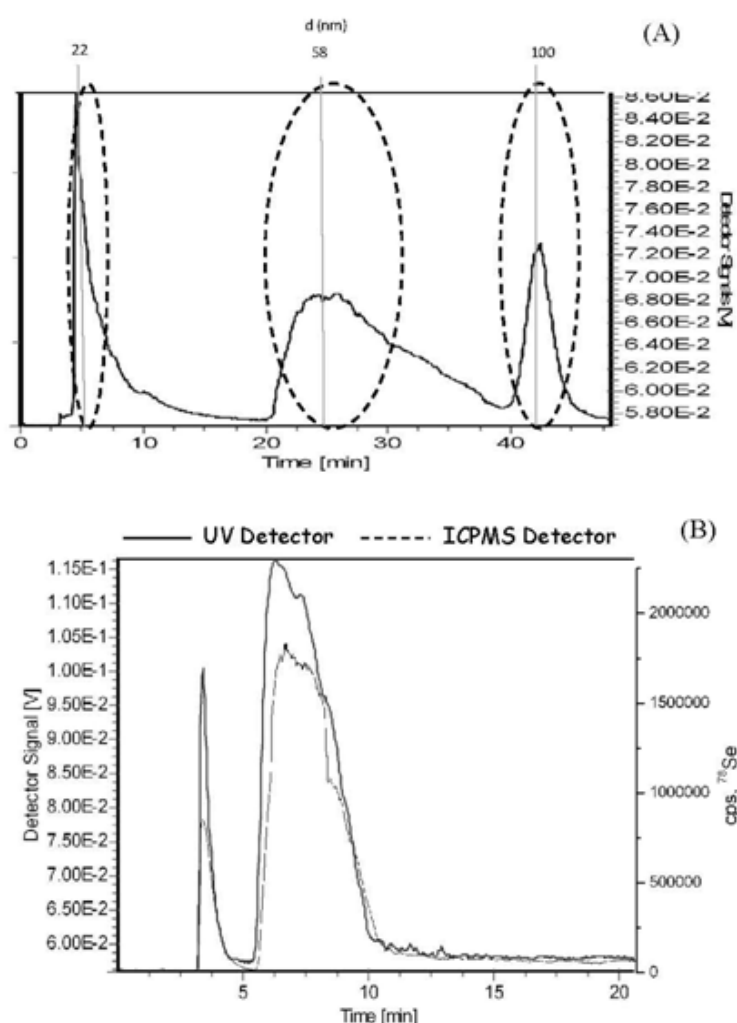 d (nm)
22 58 100
(A)
8.60E-2
8.40E-2
8.20E-2
8.00E-2
7.80E-2
7.60E-2
7.40E-2
7.20E-2
7.00E-2
6.80E-2
6.60E-2
6.40E-2
6.20E-2
6.00E-2
5.80E-2
Detector Signals [V]
0 10 20 30 40
Time [min]
(B)
UV Detector ICPMS Detector
1.15E-1
1.10E-1
1.05E-1
1.00E-1
9.50E-2
9.00E-2
8.50E-2
8.00E-2
7.50E-2
7.00E-2
6.50E-2
6.00E-2
Detector Signal [V]
2000000
1500000
1000000
500000
0
cps, ⁷⁸Se
5 10 15 20
Time [min]